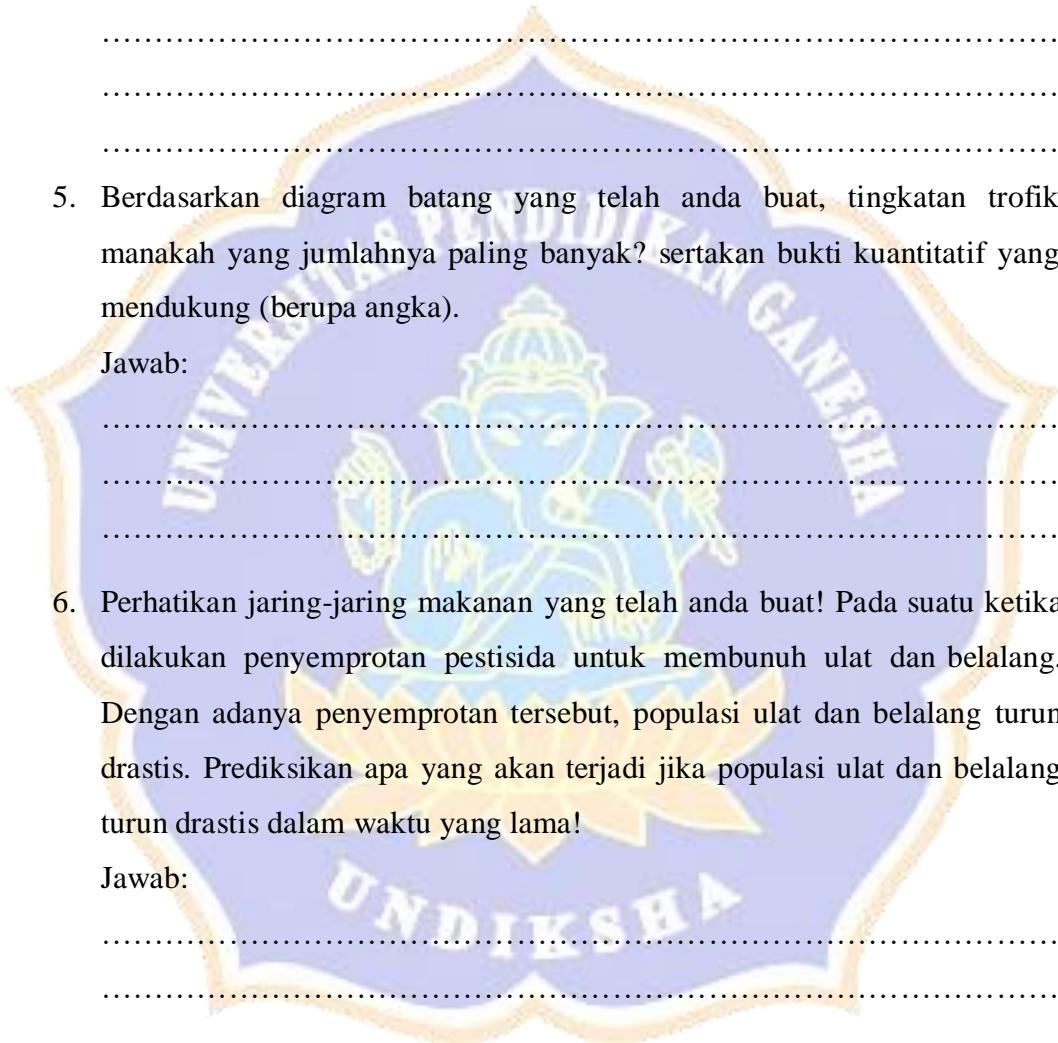 ……………………………………………………………………………
……………………………………………………………………………
……………………………………………………………………………
5. Berdasarkan diagram batang yang telah anda buat, tingkatan trofik
manakah yang jumlahnya paling banyak? sertakan bukti kuantitatif yang
mendukung (berupa angka).
Jawab:
……………………………………………………………………………
……………………………………………………………………………
……………………………………………………………………………
6. Perhatikan jaring-jaring makanan yang telah anda buat! Pada suatu ketika
dilakukan penyemprotan pestisida untuk membunuh ulat dan belalang.
Dengan adanya penyemprotan tersebut, populasi ulat dan belalang turun
drastis. Prediksikan apa yang akan terjadi jika populasi ulat dan belalang
turun drastis dalam waktu yang lama!
Jawab:
……………………………………………………………………………
……………………………………………………………………………
UNIVERSITAS PENDIDIKAN GANESHA
UNDIKSHA